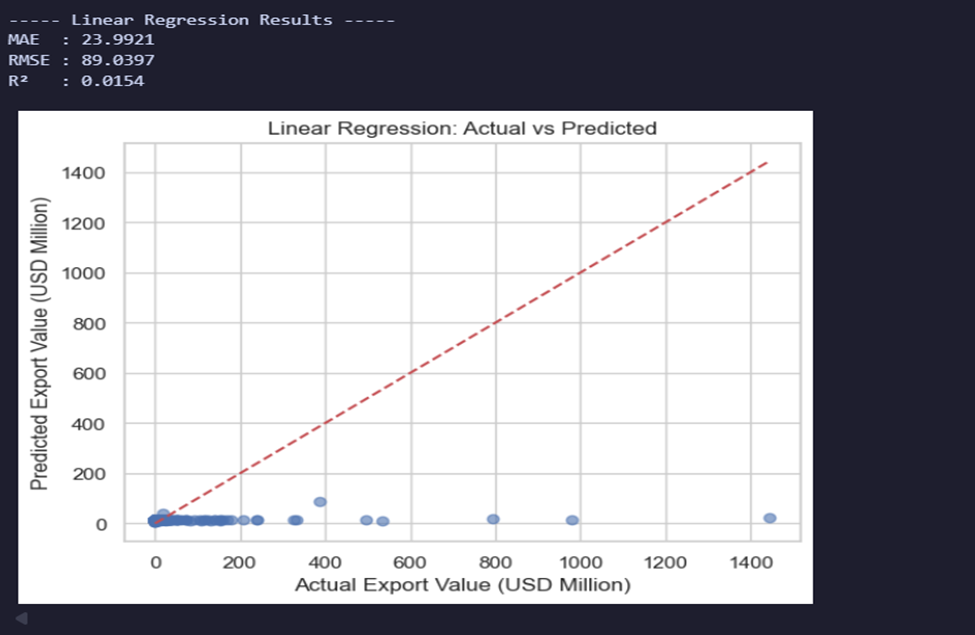 ----- Linear Regression Results -----
MAE  : 23.9921
RMSE : 89.0397
R²   : 0.0154
Linear Regression: Actual vs Predicted
Predicted Export Value (USD Million)
1400
1200
1000
800
600
400
200
0
0 200 400 600 800 1000 1200 1400
Actual Export Value (USD Million)